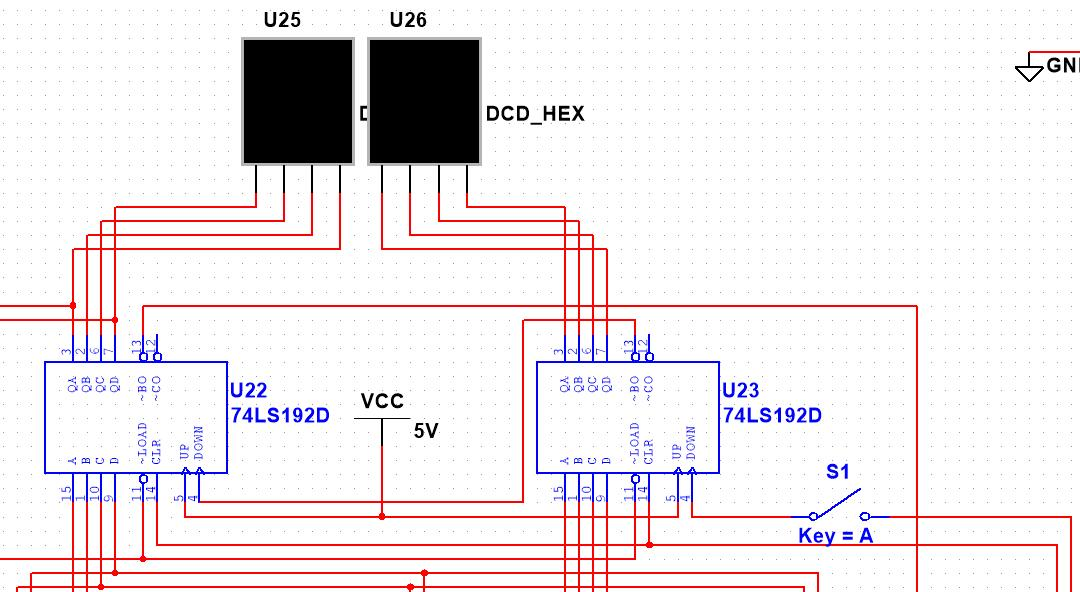 U25
U26
GN
D
DCD_HEX
3
2
6
7
13
12
QA
QB
QC
QD
~BO
~CO
U22
74LS192D
A
B
C
D
~LOAD
CLR
UP
DOWN
15
1
10
9
11
14
5
4
VCC
5V
3
2
6
7
13
12
QA
QB
QC
QD
~BO
~CO
U23
74LS192D
A
B
C
D
~LOAD
CLR
UP
DOWN
15
1
10
9
11
14
5
4
S1
Key = A